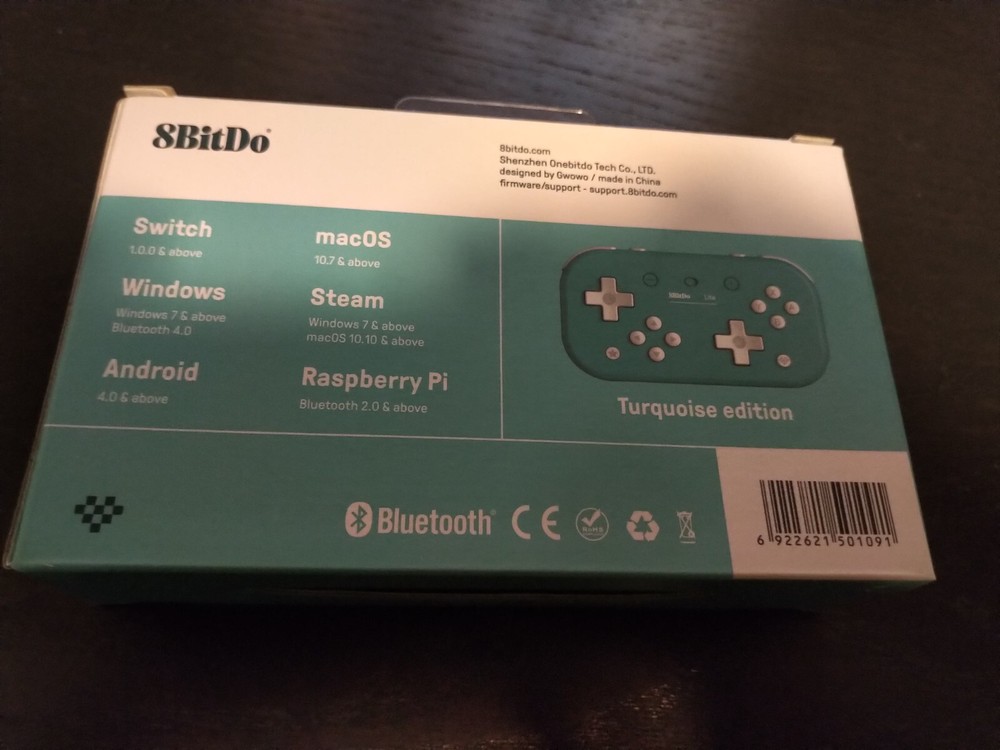 8BitDo
8bitdo.com
Shenzhen Onebitdo Tech Co., LTD.
designed by Gwowo / made in China
firmware/support - support.8bitdo.com
Switch
1.0.0 & above
macOS
10.7 & above
Windows
Windows 7 & above
Bluetooth 4.0
Steam
Windows 7 & above
macOS 10.10 & above
Android
4.0 & above
Raspberry Pi
Bluetooth 2.0 & above
8BitDo Lite
X
Y A
B
Turquoise edition
Bluetooth®
CE
RoHS
6 922621 501091